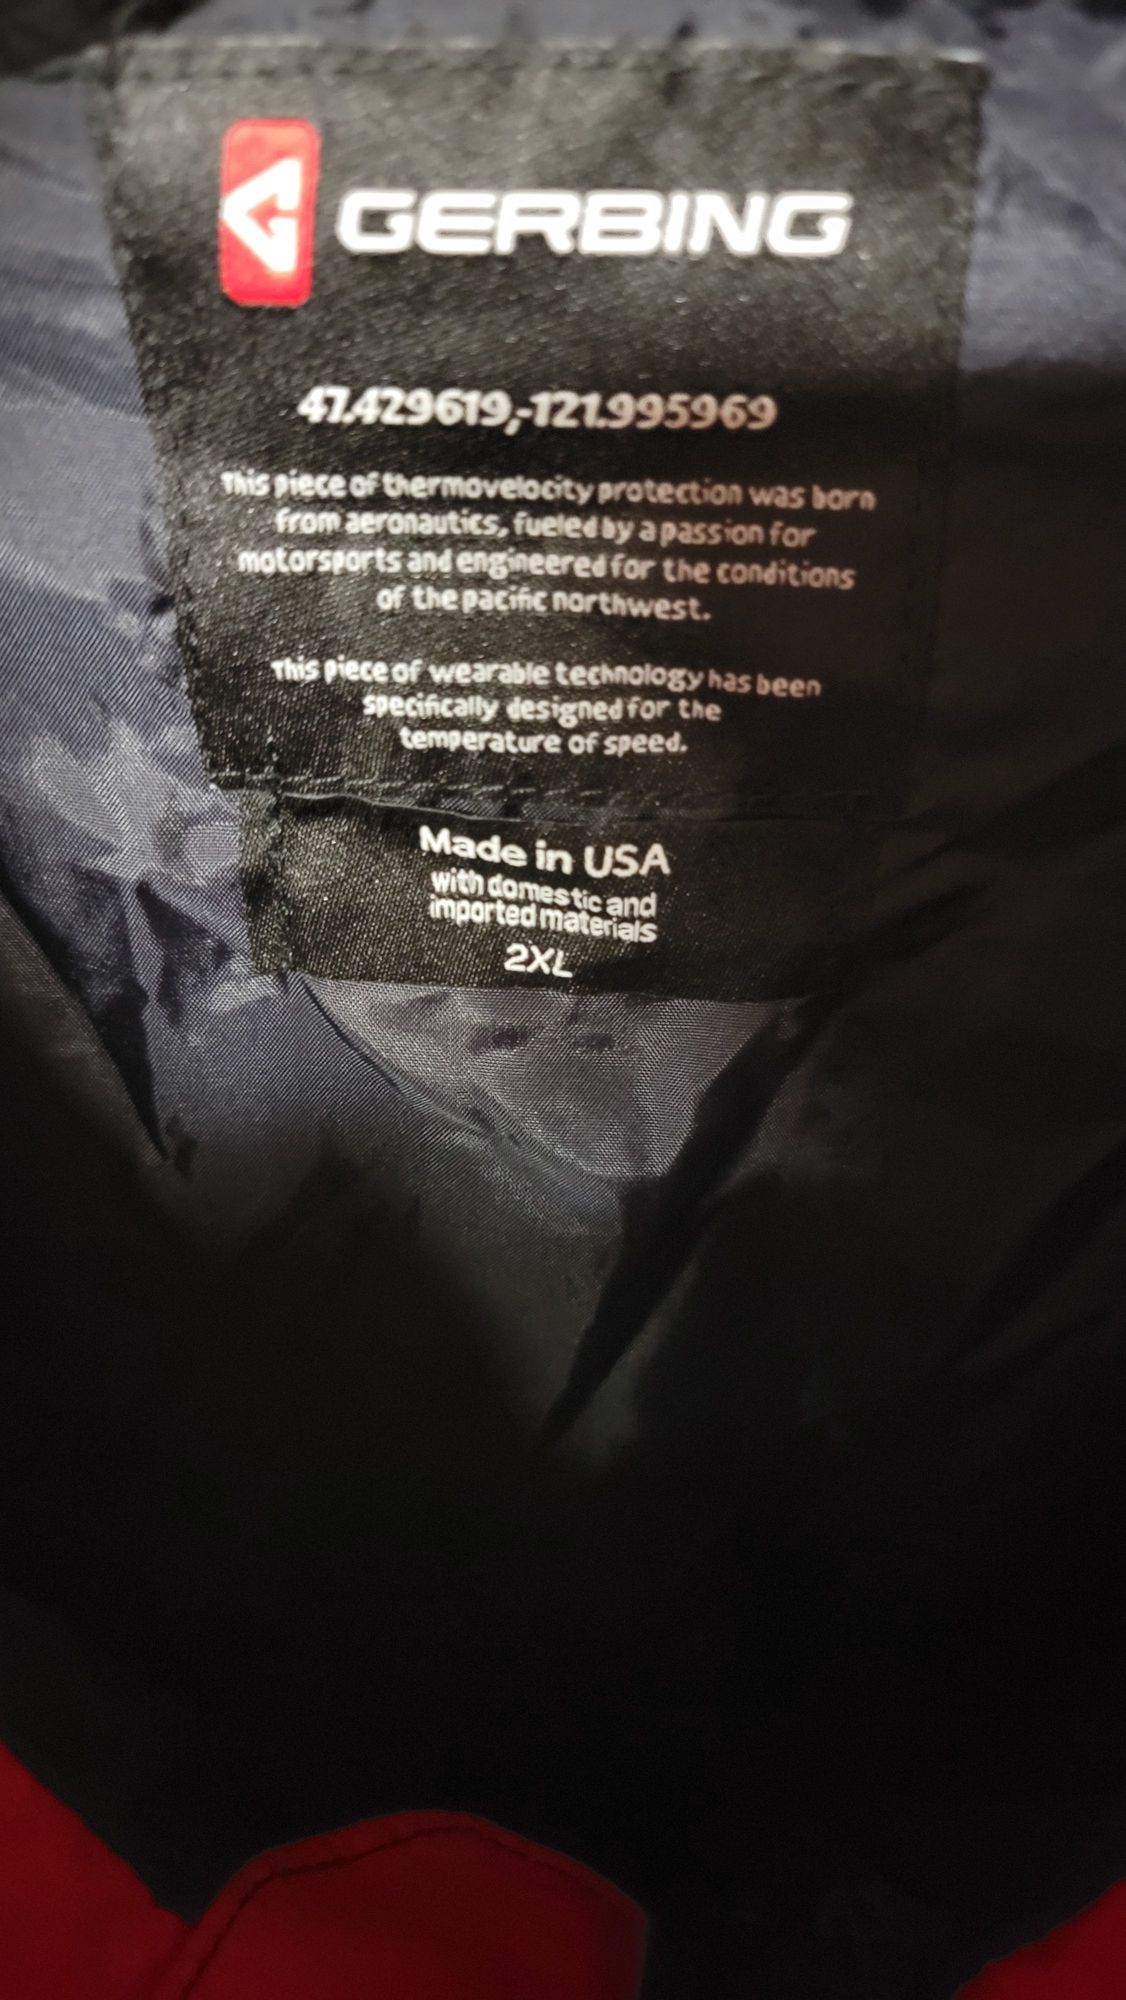 GERBING
47.429619,-121.995969
This piece of thermovelocity protection was born
from aeronautics, fueled by a passion for
motorsports and engineered for the conditions
of the pacific northwest.
This piece of wearable technology has been
specifically designed for the
temperature of speed.
Made in USA
with domestic and
imported materials
2XL